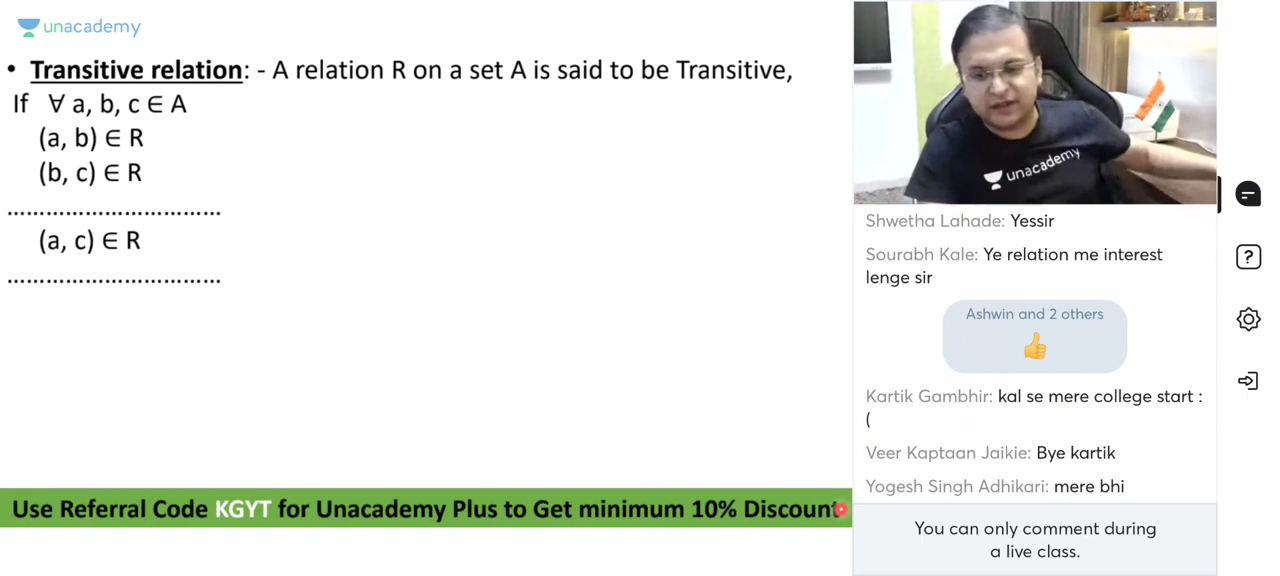 unacademy
• Transitive relation: - A relation R on a set A is said to be Transitive,
If ∀ a, b, c ∈ A
(a, b) ∈ R
(b, c) ∈ R
.................................
(a, c) ∈ R
.................................
Use Referral Code KGYT for Unacademy Plus to Get minimum 10% Discount
unacademy
Shwetha Lahade: Yessir
Sourabh Kale: Ye relation me interest
lenge sir
Ashwin and 2 others
Kartik Gambhir: kal se mere college start :
(
Veer Kaptaan Jaikie: Bye kartik
Yogesh Singh Adhikari: mere bhi
You can only comment during
a live class.
?